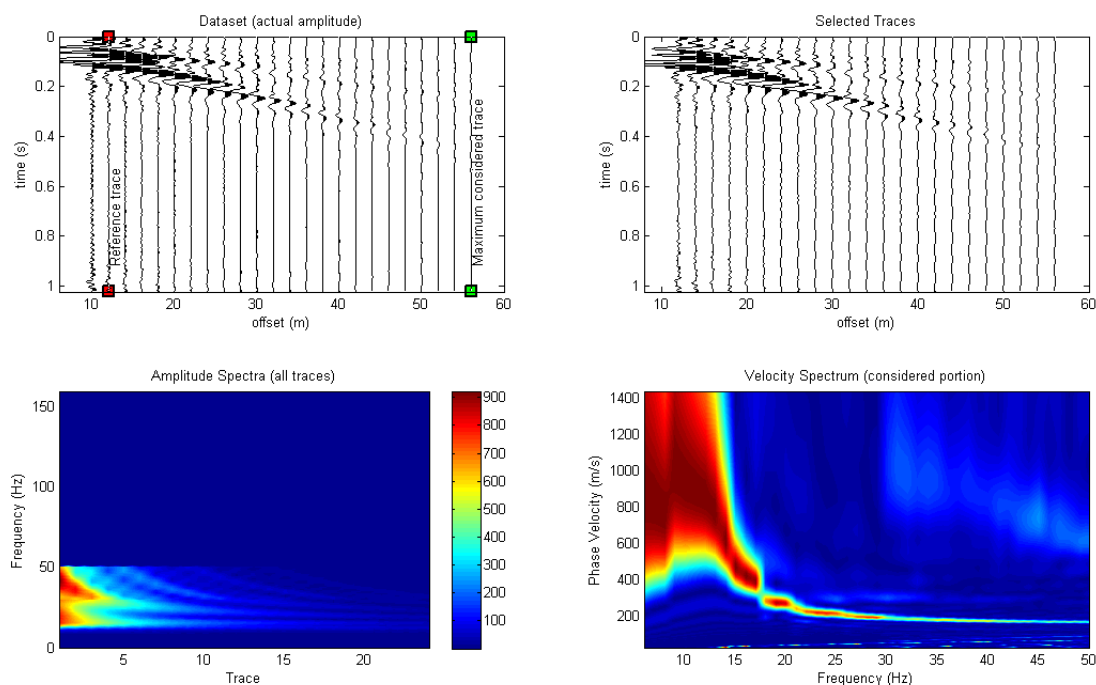 Dataset (actual amplitude)
0
0.2
0.4
0.6
0.8
1
time (s)
Reference trace
Maximum considered trace
10 20 30 40 50 60
offset (m)
Selected Traces
0
0.2
0.4
0.6
0.8
1
time (s)
10 20 30 40 50 60
offset (m)
Amplitude Spectra (all traces)
150
100
50
0
Frequency (Hz)
5 10 15 20
Trace
900
800
700
600
500
400
300
200
100
Velocity Spectrum (considered portion)
1400
1200
1000
800
600
400
200
Phase Velocity (m/s)
10 15 20 25 30 35 40 45 50
Frequency (Hz)